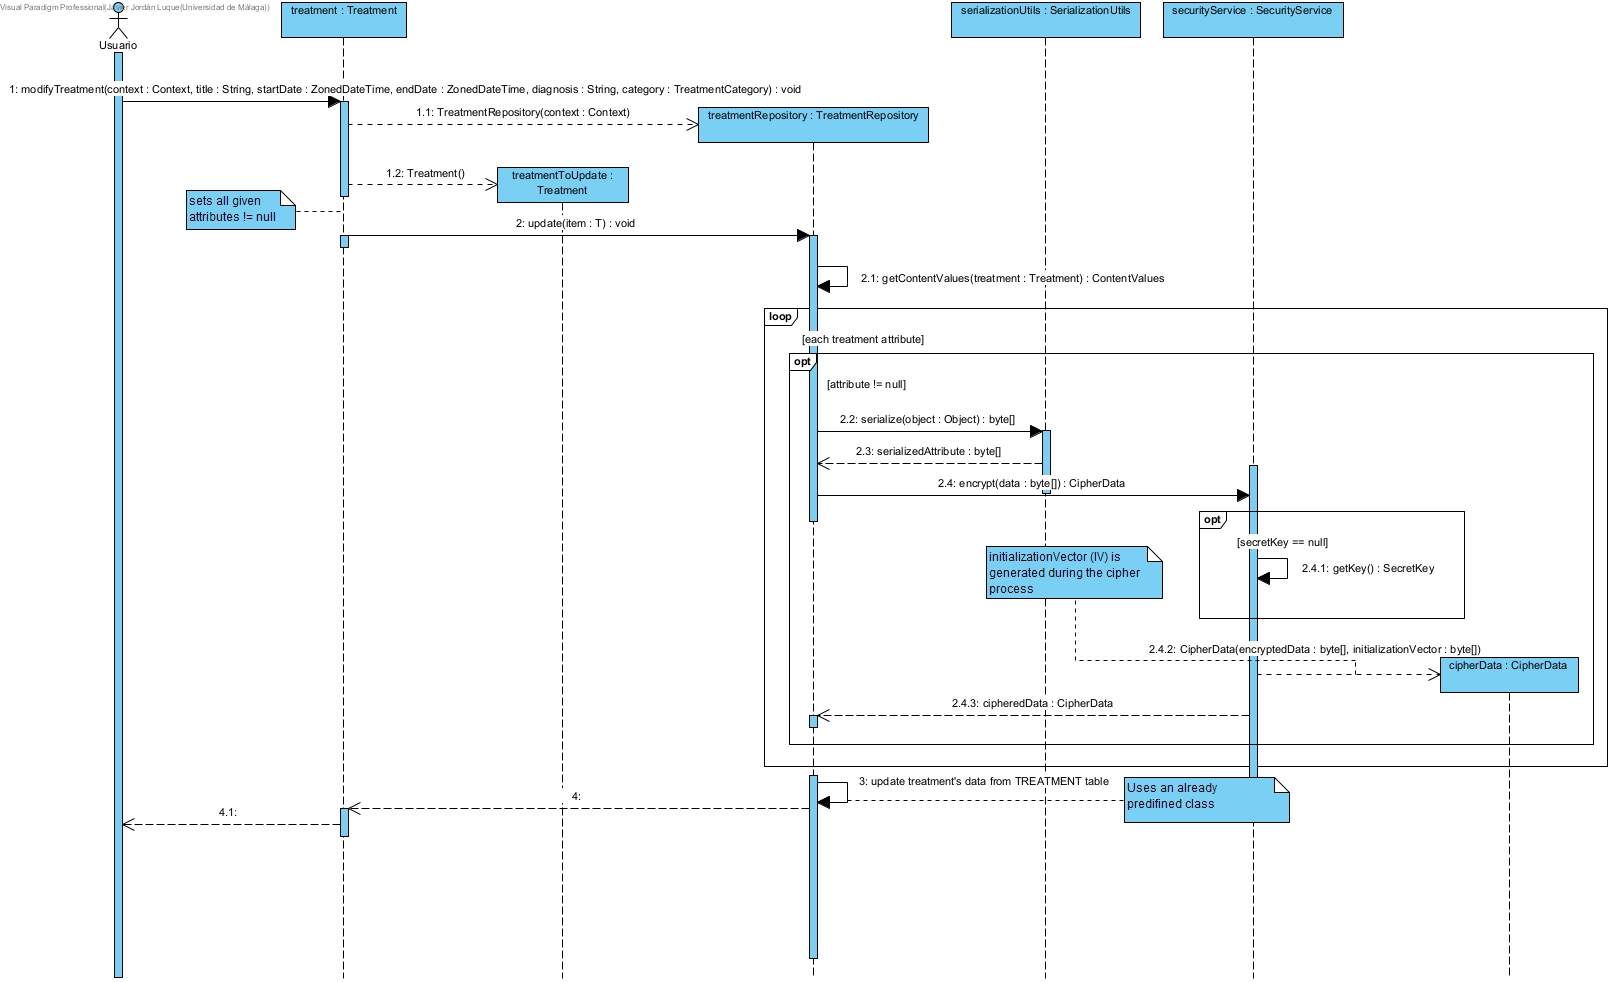 Visual Paradigm Professional(Javier Jordán Luque(Universidad de Málaga))
treatment : Treatment
serializationUtils : SerializationUtils
securityService : SecurityService
Usuario
1: modifyTreatment(context : Context, title : String, startDate : ZonedDateTime, endDate : ZonedDateTime, diagnosis : String, category : TreatmentCategory) : void
1.1: TreatmentRepository(context : Context)
treatmentRepository : TreatmentRepository
1.2: Treatment()
treatmentToUpdate :
Treatment
sets all given
attributes != null
2: update(item : T) : void
2.1: getContentValues(treatment : Treatment) : ContentValues
loop
[each treatment attribute]
opt
[attribute != null]
2.2: serialize(object : Object) : byte[]
2.3: serializedAttribute : byte[]
2.4: encrypt(data : byte[]) : CipherData
opt
[secretKey == null]
initializationVector (IV) is
generated during the cipher
process
2.4.1: getKey() : SecretKey
2.4.2: CipherData(encryptedData : byte[], initializationVector : byte[])
cipherData : CipherData
2.4.3: cipheredData : CipherData
3: update treatment's data from TREATMENT table
Uses an already
predifined class
4:
4.1: